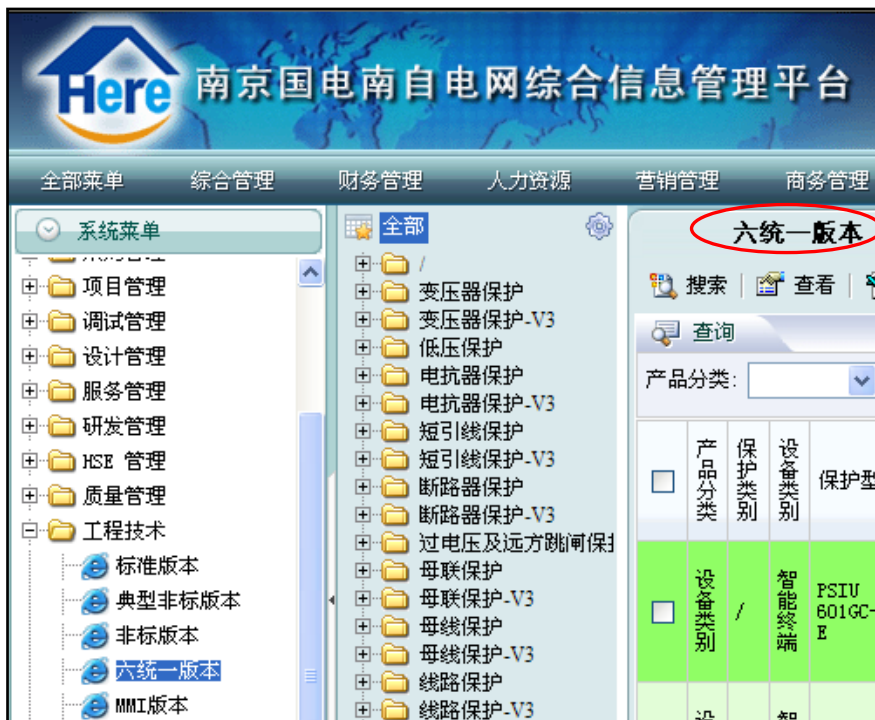 Here
南京国电南自电网综合信息管理平台
全部菜单 综合管理 财务管理 人力资源 营销管理 商务管理
系统菜单
项目管理
调试管理
设计管理
服务管理
研发管理
HSE 管理
质量管理
工程技术
标准版本
典型非标版本
非标版本
六统一版本
MMI版本
全部
/
变压器保护
变压器保护-V3
低压保护
电抗器保护
电抗器保护-V3
短引线保护
短引线保护-V3
断路器保护
断路器保护-V3
过电压及远方跳闸保
母联保护
母联保护-V3
母线保护
母线保护-V3
线路保护
线路保护-V3
六统一版本
搜索 查看
查询
产品分类:
产品分类 保护类别 设备类别 保护型
设备类别 / 智能终端 PSIU
601GC-
E
设 智